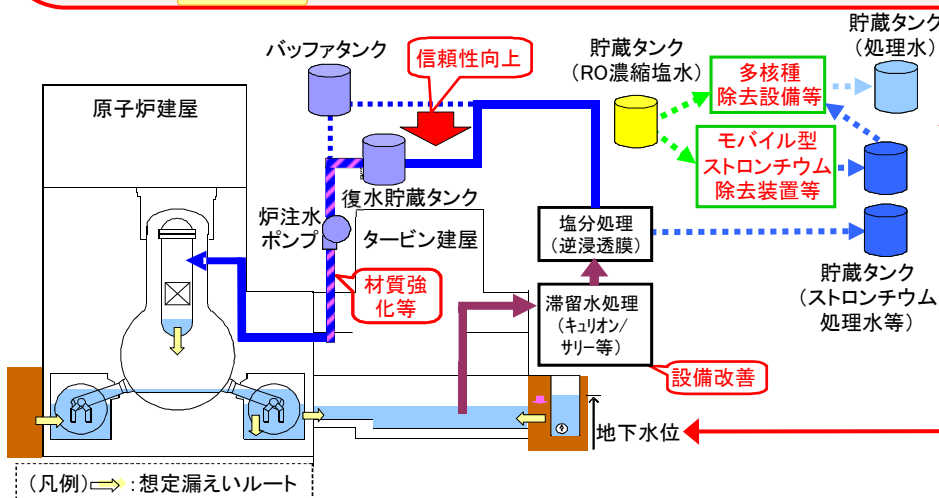 バッファタンク
信頼性向上
貯蔵タンク
（RO濃縮塩水）
貯蔵タンク
（処理水）
多核種
除去設備等
原子炉建屋
モバイル型
ストロンチウム
除去装置等
復水貯蔵タンク
炉注水
ポンプ
タービン建屋
塩分処理
（逆浸透膜）
材質強
化等
貯蔵タンク
（ストロンチウム
処理水等）
滞留水処理
（キュリオン/
サリー等）
設備改善
地下水位
（凡例）
：想定漏えいルート